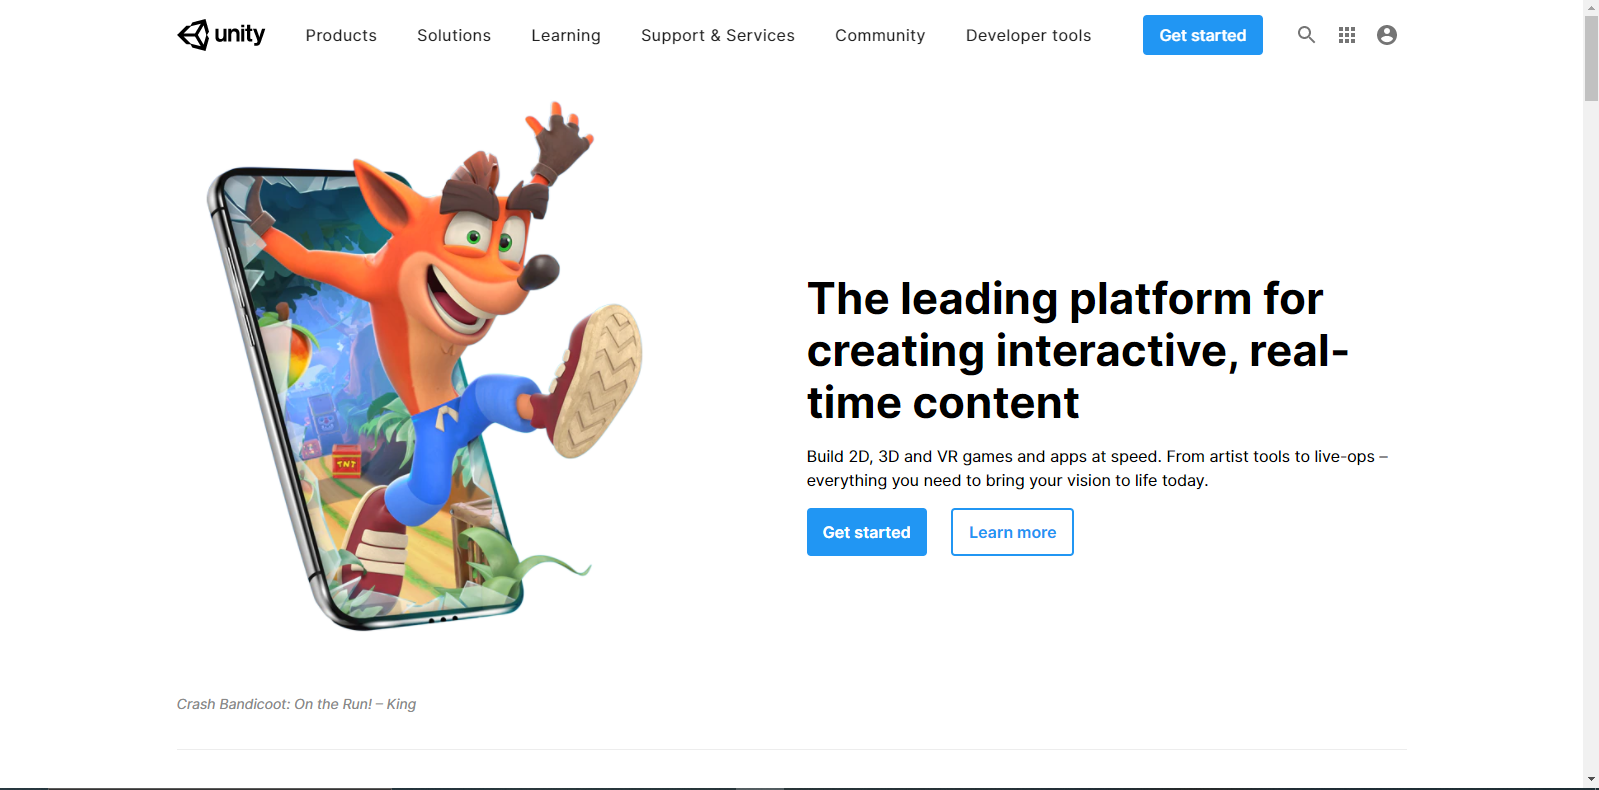 unity
Products
Solutions
Learning
Support & Services
Community
Developer tools
Get started
TNT
The leading platform for
creating interactive, real-
time content
Build 2D, 3D and VR games and apps at speed. From artist tools to live-ops –
everything you need to bring your vision to life today.
Get started
Learn more
Crash Bandicoot: On the Run! – King